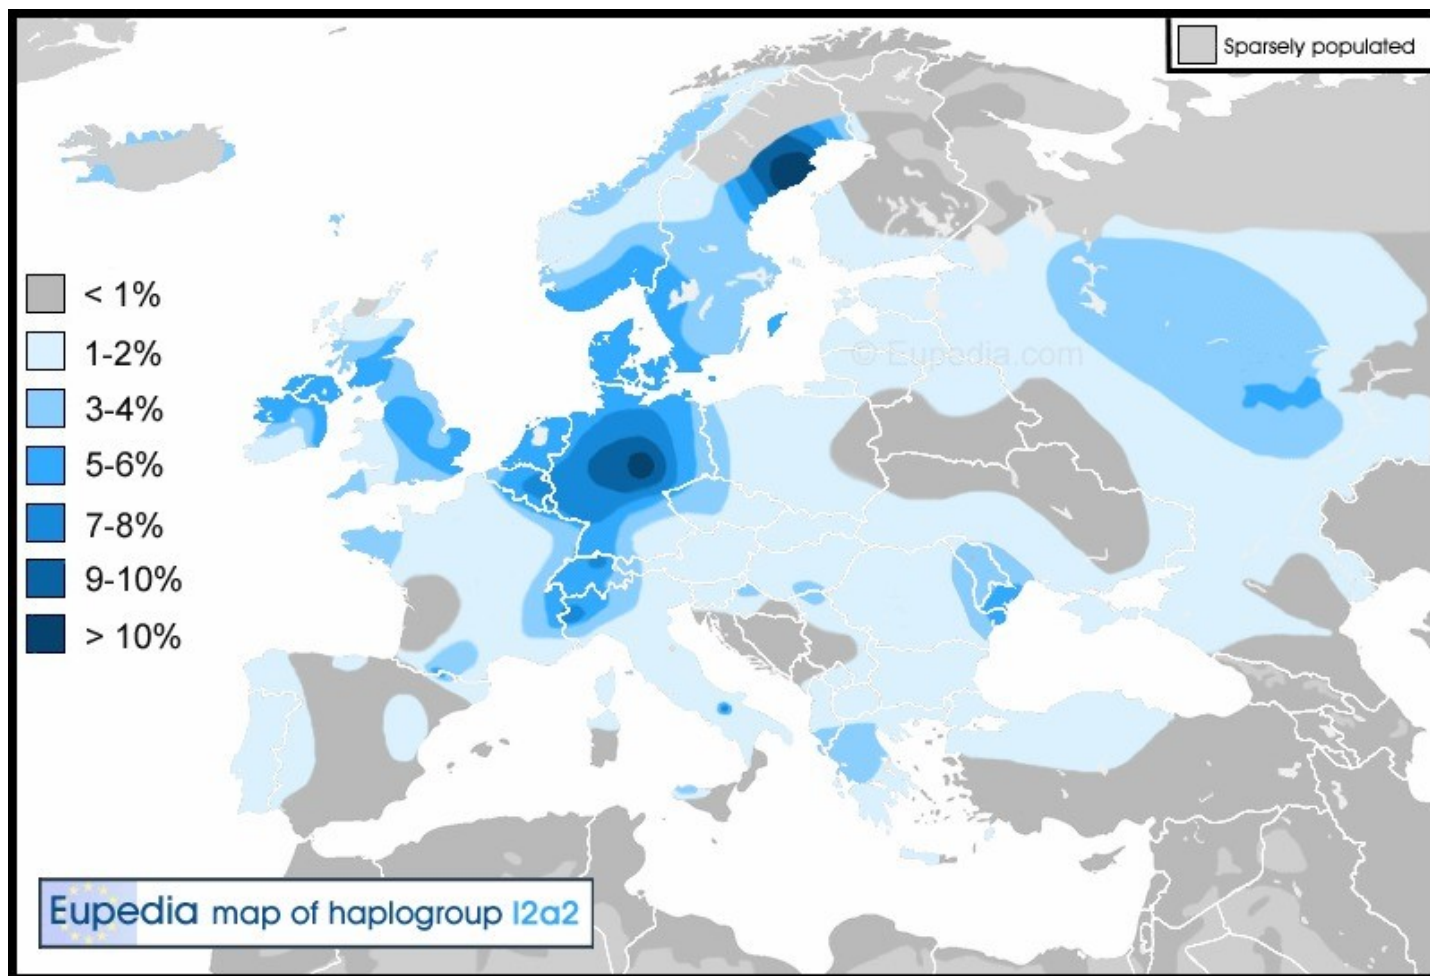 Sparsely populated
< 1%
1-2%
3-4%
5-6%
7-8%
9-10%
> 10%
© Eupedia.com
Eupedia map of haplogroup I2a2